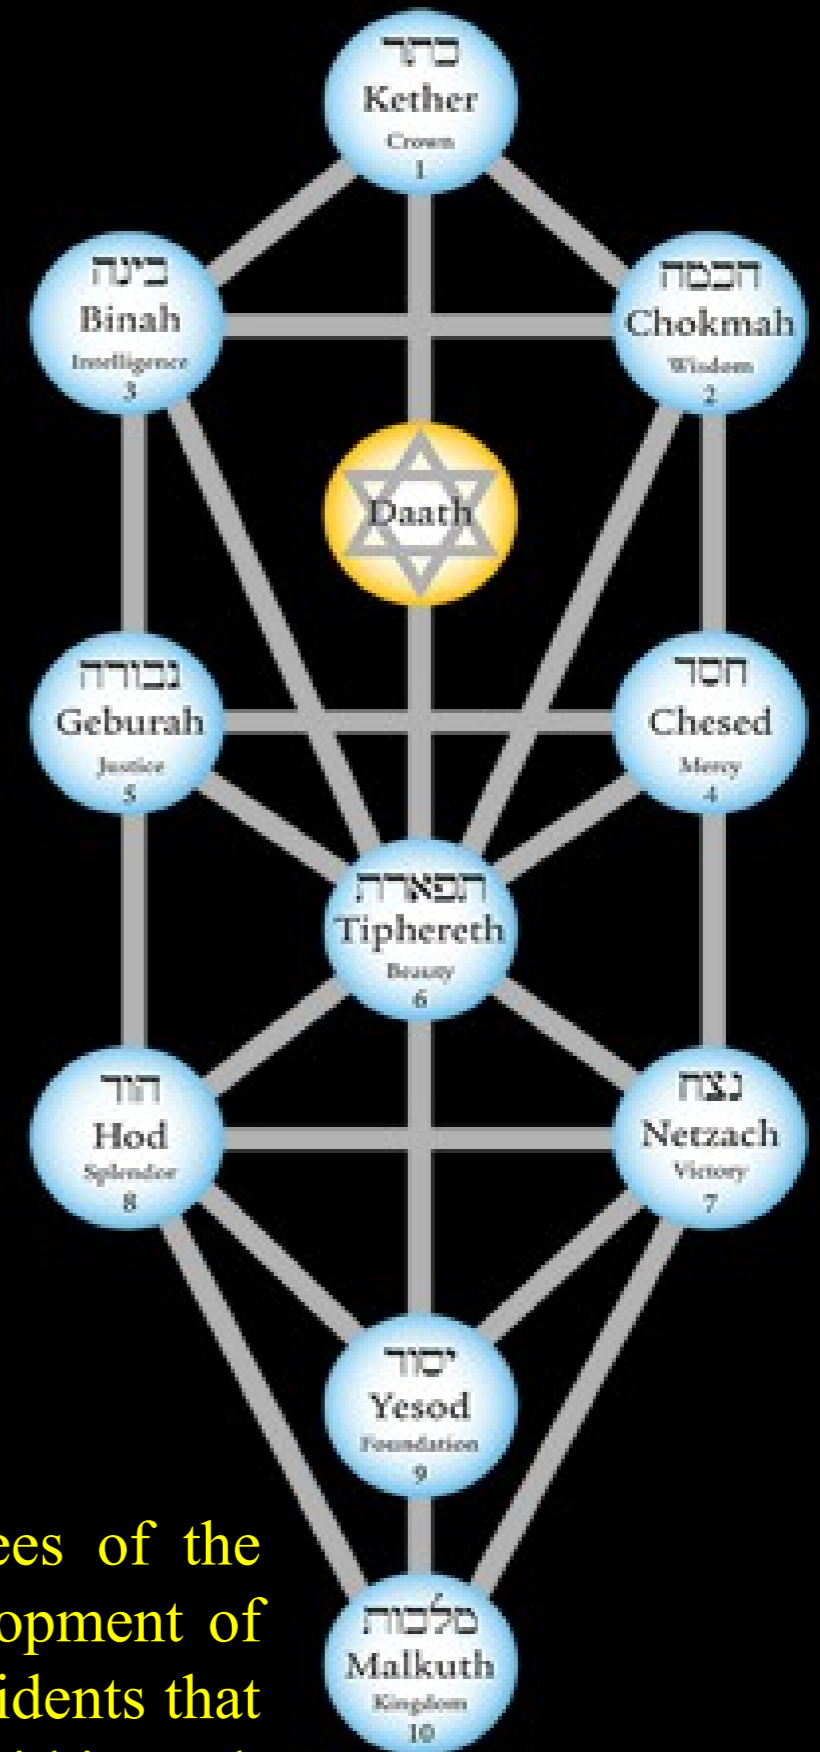 כתר
Kether
Crown
1
בינה
Binah
Intelligence
3
חכמה
Chokmah
Wisdom
2
Daath
גבורה
Geburah
Justice
5
חסד
Chesed
Mercy
4
תפארת
Tiphereth
Beauty
6
הוד
Hod
Splendor
8
נצח
Netzach
Victory
7
יסוד
Yesod
Foundation
9
ees of the
opment of
idents that
מלכות
Malkuth
Kingdom
10